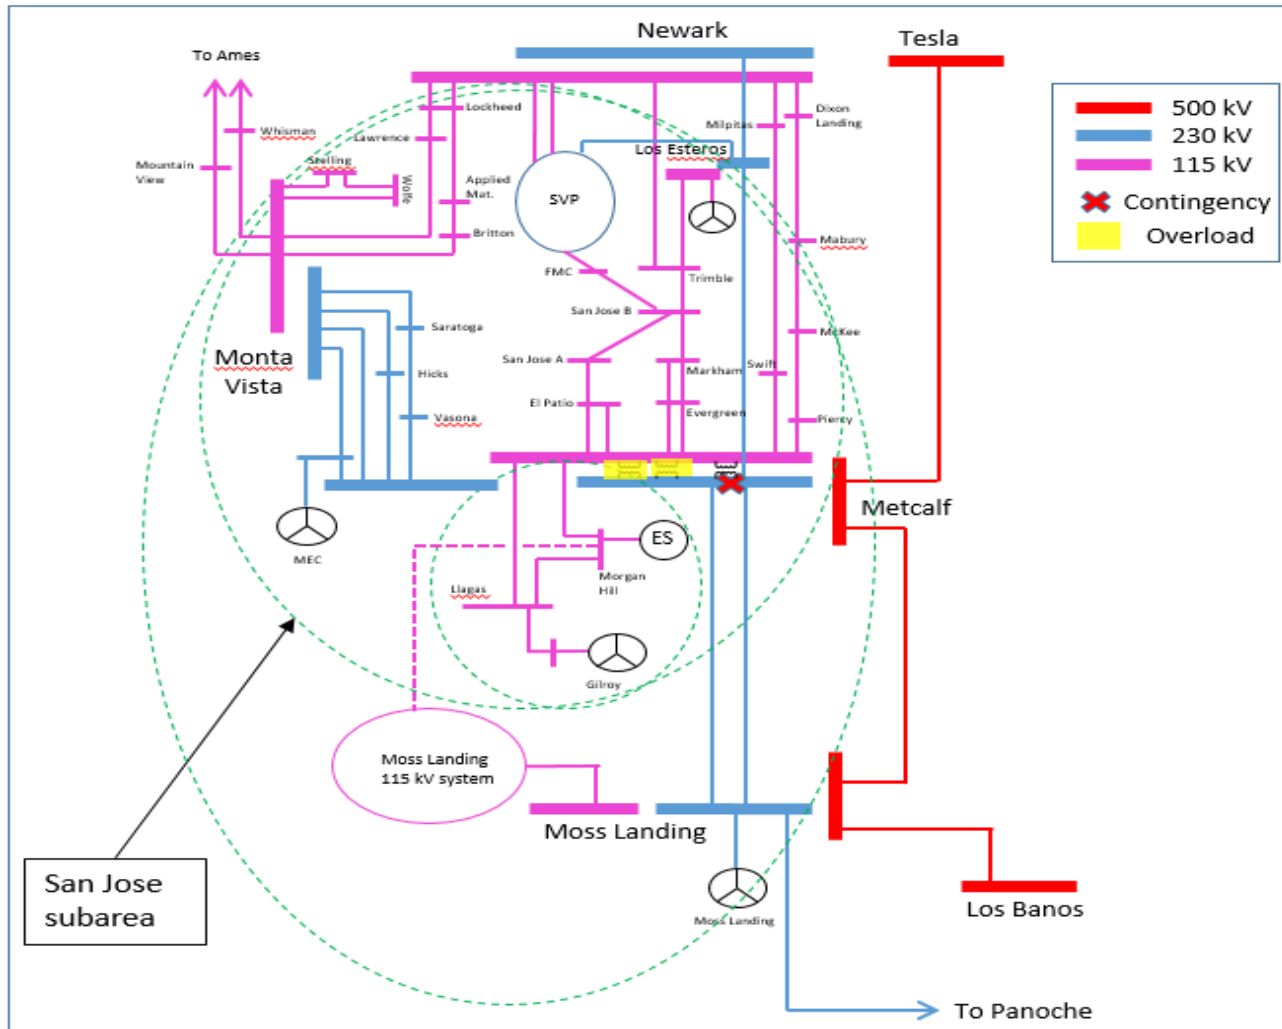 Newark
Tesla
To Ames
500 kV
230 kV
115 kV
Contingency
Overload
Lockheed
Dixon
Landing
Whisman
Lawrence
Milpitas
Los Esteros
Mountain
View
Stelling
Wolfe
Applied
Mat.
SVP
Britton
Mabury
FMC
Trimble
San Jose B
Saratoga
McKee
Monta
Vista
San Jose A
Hicks
Markham
Swift
El Patio
Vasona
Evergreen
Piercy
Metcalf
MEC
ES
Morgan
Hill
Llagas
Gilroy
Moss Landing
115 kV system
Moss Landing
San Jose
subarea
Los Banos
Moss Landing
To Panoche